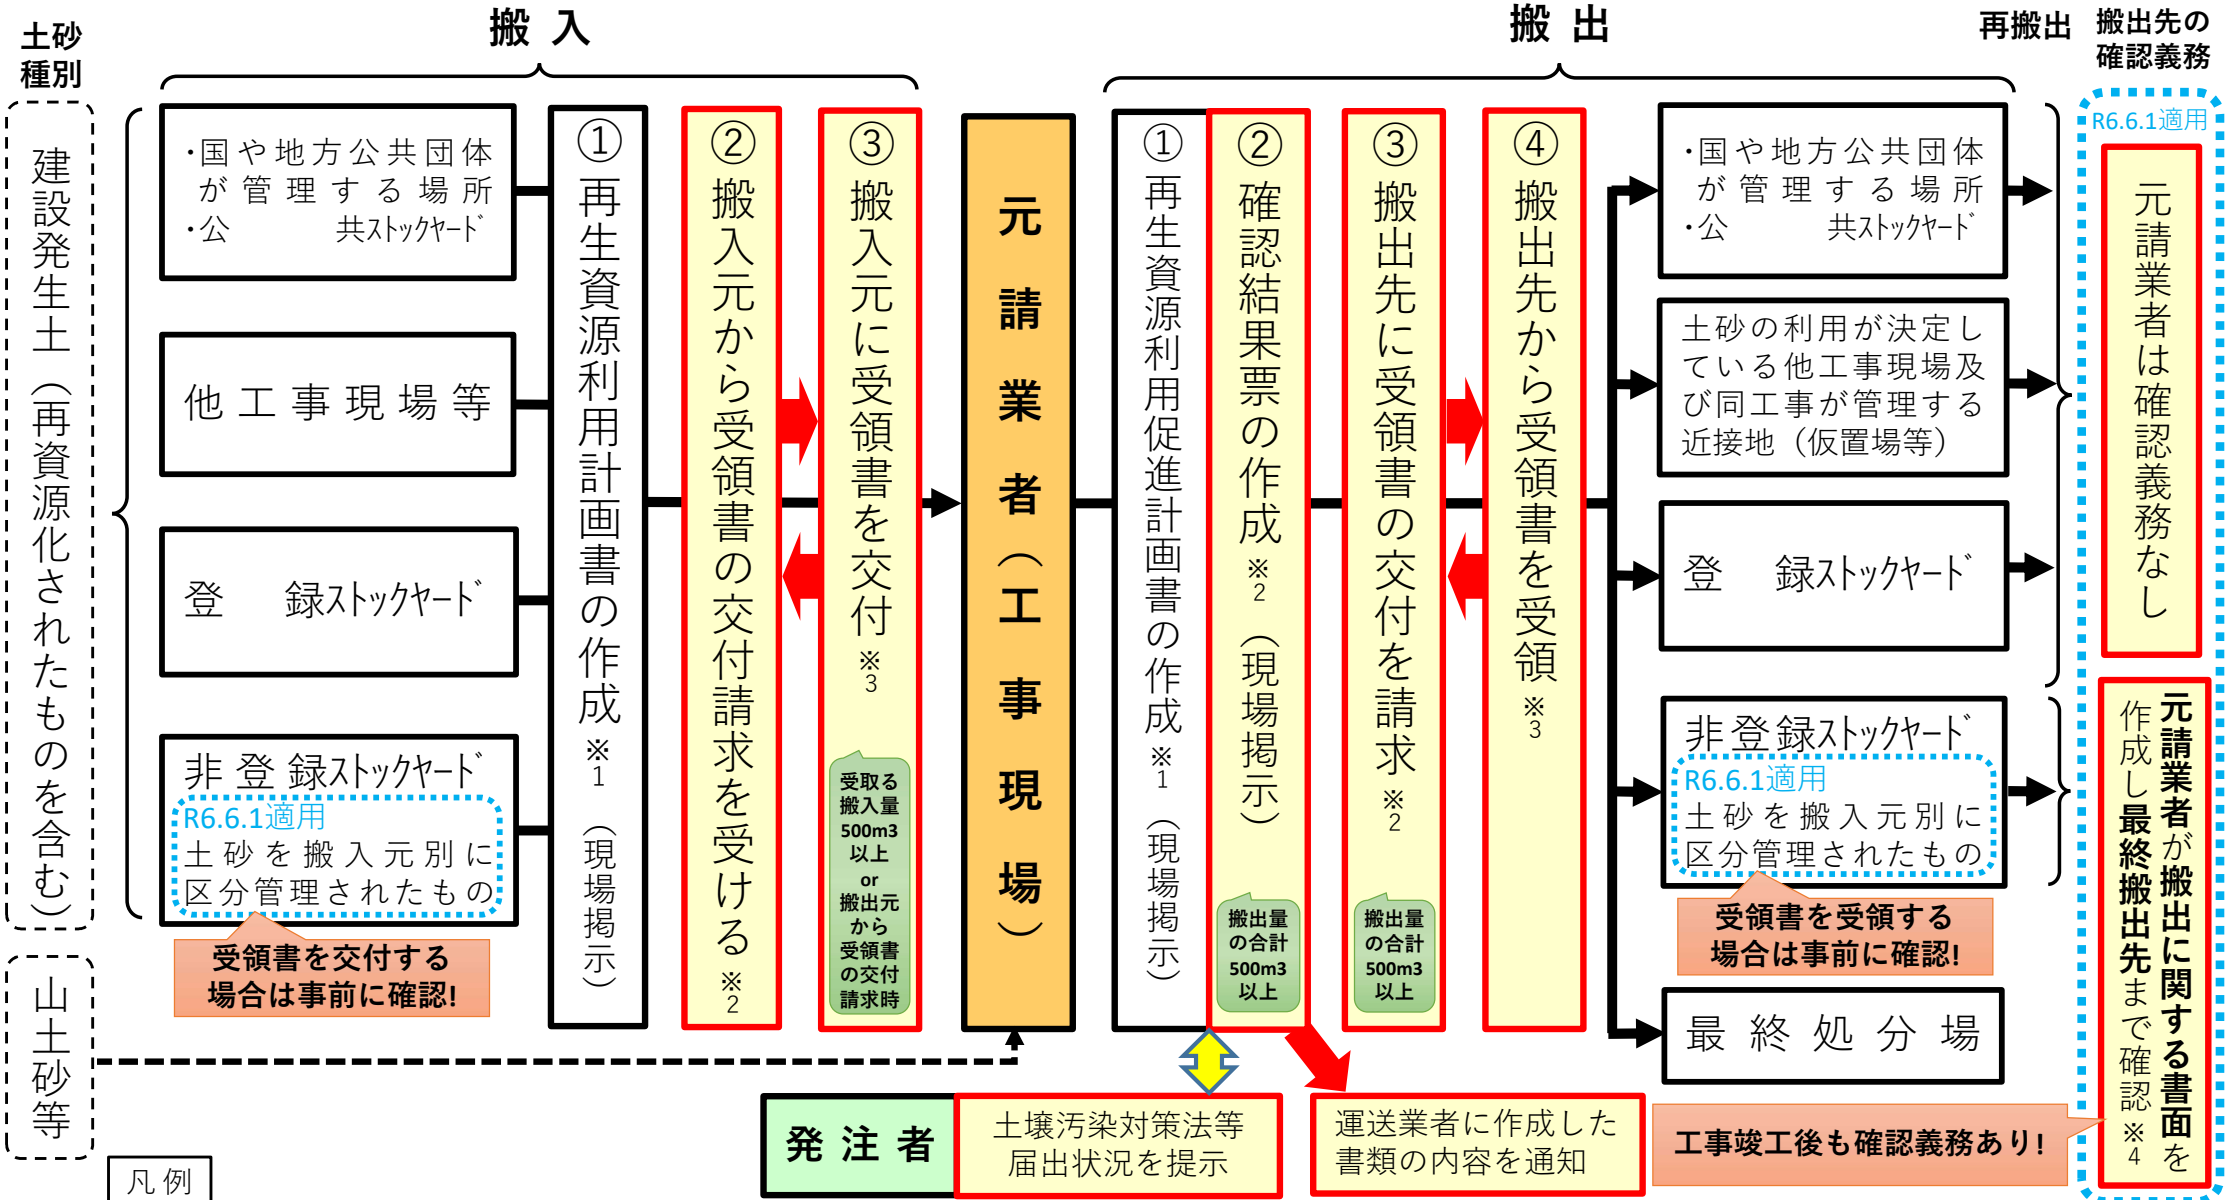 搬入
搬出
再搬出
搬出先の
確認義務
土砂
種別
建設発生土（再資源化されたものを含む）
山土砂等
・国や地方公共団体
が管理する場所
・公共ストックヤード
他工事現場等
登録ストックヤード
非登録ストックヤード
R6.6.1適用
土砂を搬入元別に
区分管理されたもの
受領書を交付する
場合は事前に確認!
①再生資源利用計画書の作成※1（現場掲示）
②搬入元から受領書の交付請求を受ける※2
③搬入元に受領書を交付※3
受取る
搬入量
500m3
以上
or
搬出元
から
受領書
の交付
請求時
元請業者（工事現場）
①再生資源利用促進計画書の作成※1（現場掲示）
②確認結果票の作成※2（現場掲示）
搬出量
の合計
500m3
以上
③搬出先に受領書の交付を請求※2
搬出量
の合計
500m3
以上
④搬出先から受領書を受領※3
・国や地方公共団体
が管理する場所
・公共ストックヤード
土砂の利用が決定し
ている他工事現場及
び同工事が管理する
近接地（仮置場等）
登録ストックヤード
非登録ストックヤード
R6.6.1適用
土砂を搬入元別に
区分管理されたもの
受領書を受領する
場合は事前に確認!
最終処分場
R6.6.1適用
元請業者は確認義務なし
元請業者が搬出に関する書面を
作成し最終搬出先まで確認※4
工事竣工後も確認義務あり!
発注者
土壌汚染対策法等
届出状況を提示
運送業者に作成した
書類の内容を通知
凡例